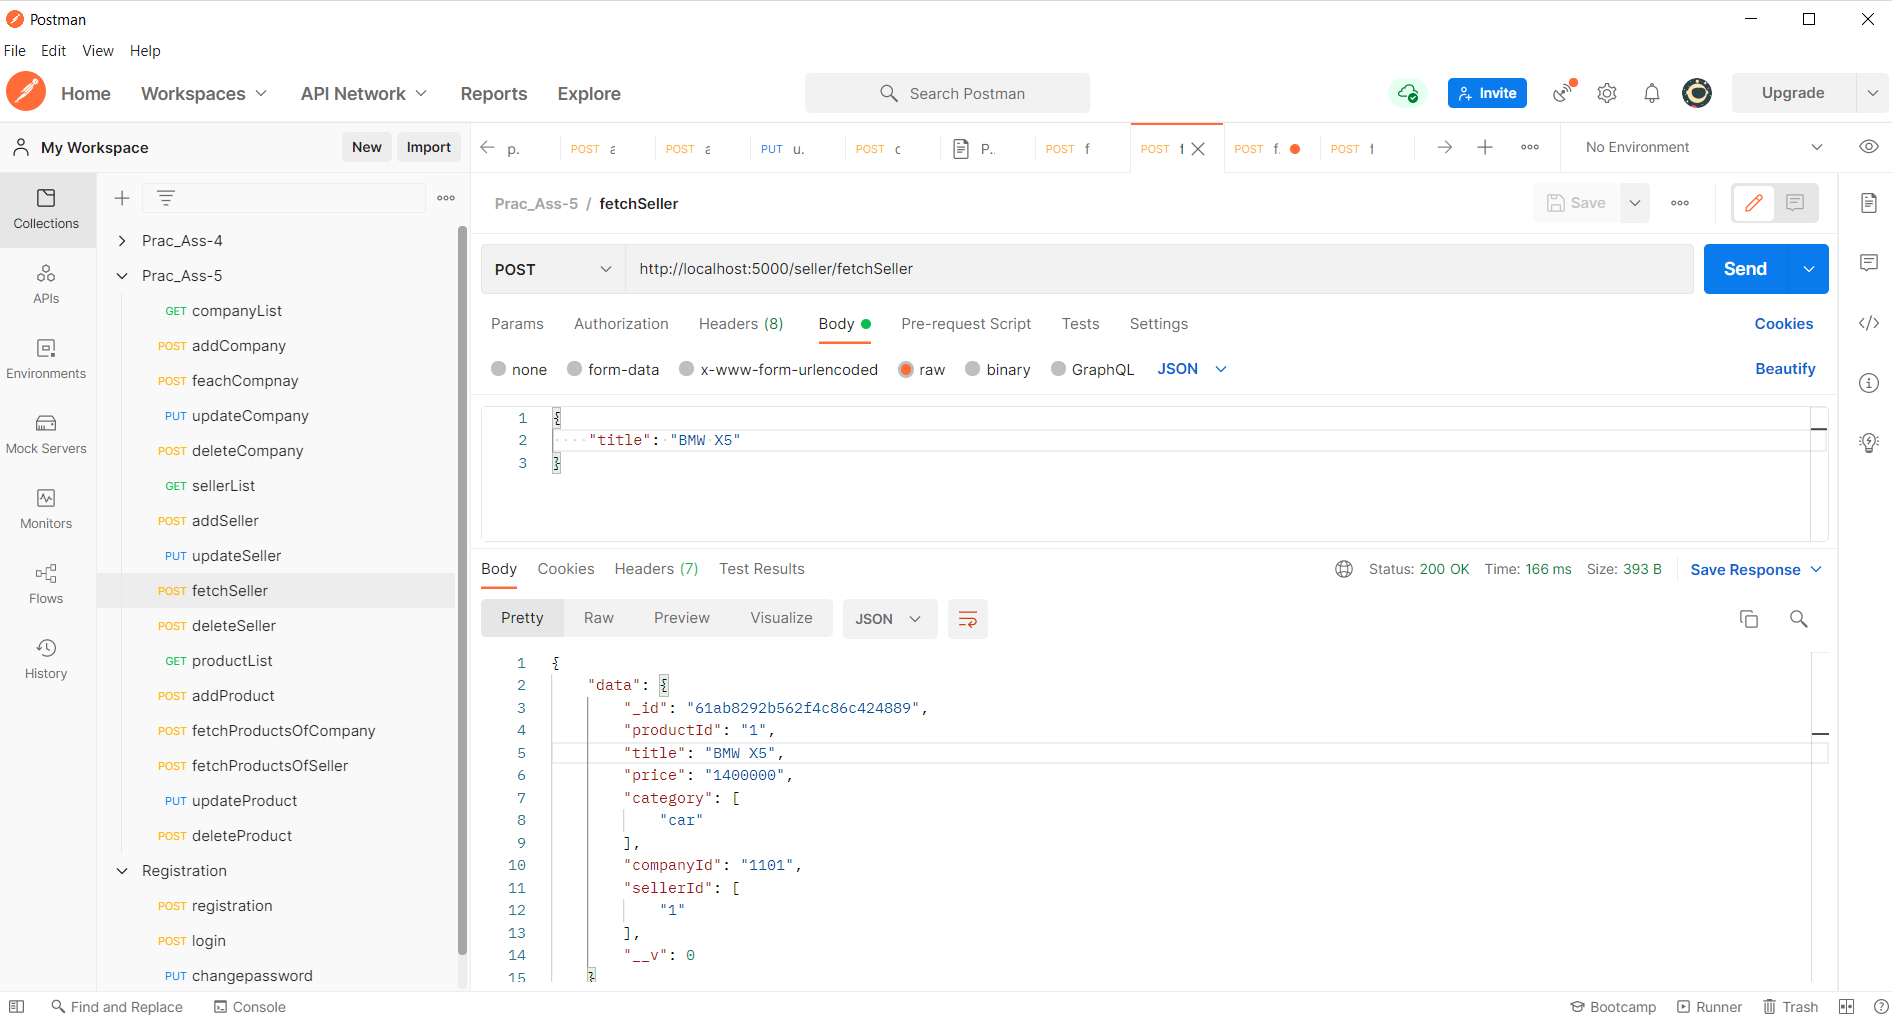 Postman
File Edit View Help
Home Workspaces API Network Reports Explore Search Postman Invite Upgrade
My Workspace New Import
p. POST POST PUT u. POST P.. POST f POST POST f. POST No Environment
Collections
APIs
Environments
Mock Servers
Monitors
Flows
History
Prac_Ass-4
Prac_Ass-5
GET companyList
POST addCompany
POST feachCompnay
PUT updateCompany
POST deleteCompany
GET sellerList
POST addSeller
PUT updateSeller
POST fetchSeller
POST deleteSeller
GET productList
POST addProduct
POST fetchProductsOfCompany
POST fetchProductsOfSeller
PUT updateProduct
POST deleteProduct
Registration
POST registration
POST login
PUT changepassword
Prac_Ass-5 / fetchSeller Save
POST http://localhost:5000/seller/fetchSeller Send
Params Authorization Headers (8) Body Pre-request Script Tests Settings Cookies
none form-data x-www-form-urlencoded raw binary GraphQL JSON Beautify
1 {
2 "title": "BMW X5"
3 }
Body Cookies Headers (7) Test Results Status: 200 OK Time: 166 ms Size: 393 B Save Response
Pretty Raw Preview Visualize JSON
1 {
2 "data": {
3 "_id": "61ab8292b562f4c86c424889",
4 "productId": "1",
5 "title": "BMW X5",
6 "price": "1400000",
7 "category": [
8 "car"
9 ],
10 "companyId": "1101",
11 "sellerId": [
12 "1"
13 ],
14 "__v": 0
15 }
Find and Replace Console Bootcamp Runner Trash